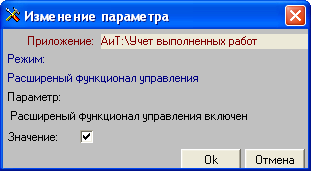 Изменение параметра
Приложение: АиТ:\Учет выполненных работ
Режим:
Расширеный функционал управления
Параметр:
Расширеный функционал управления включен
Значение:
Ok Отмена